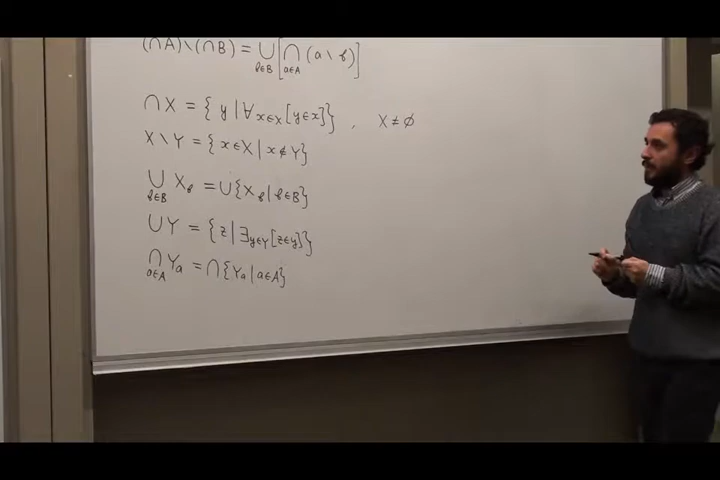 (∩A)\(∩B) = ∪_{b∈B} [∩_{a∈A} (a \ b)]
∩X = { y | ∀_{x∈X} [y∈x] } , X ≠ ∅
X \ Y = { x∈X | x∉Y }
∪_{b∈B} X_b = ∪{ X_b | b∈B }
∪Y = { z | ∃_{y∈Y} [z∈y] }
∩_{a∈A} Y_a = ∩{ Y_a | a∈A }